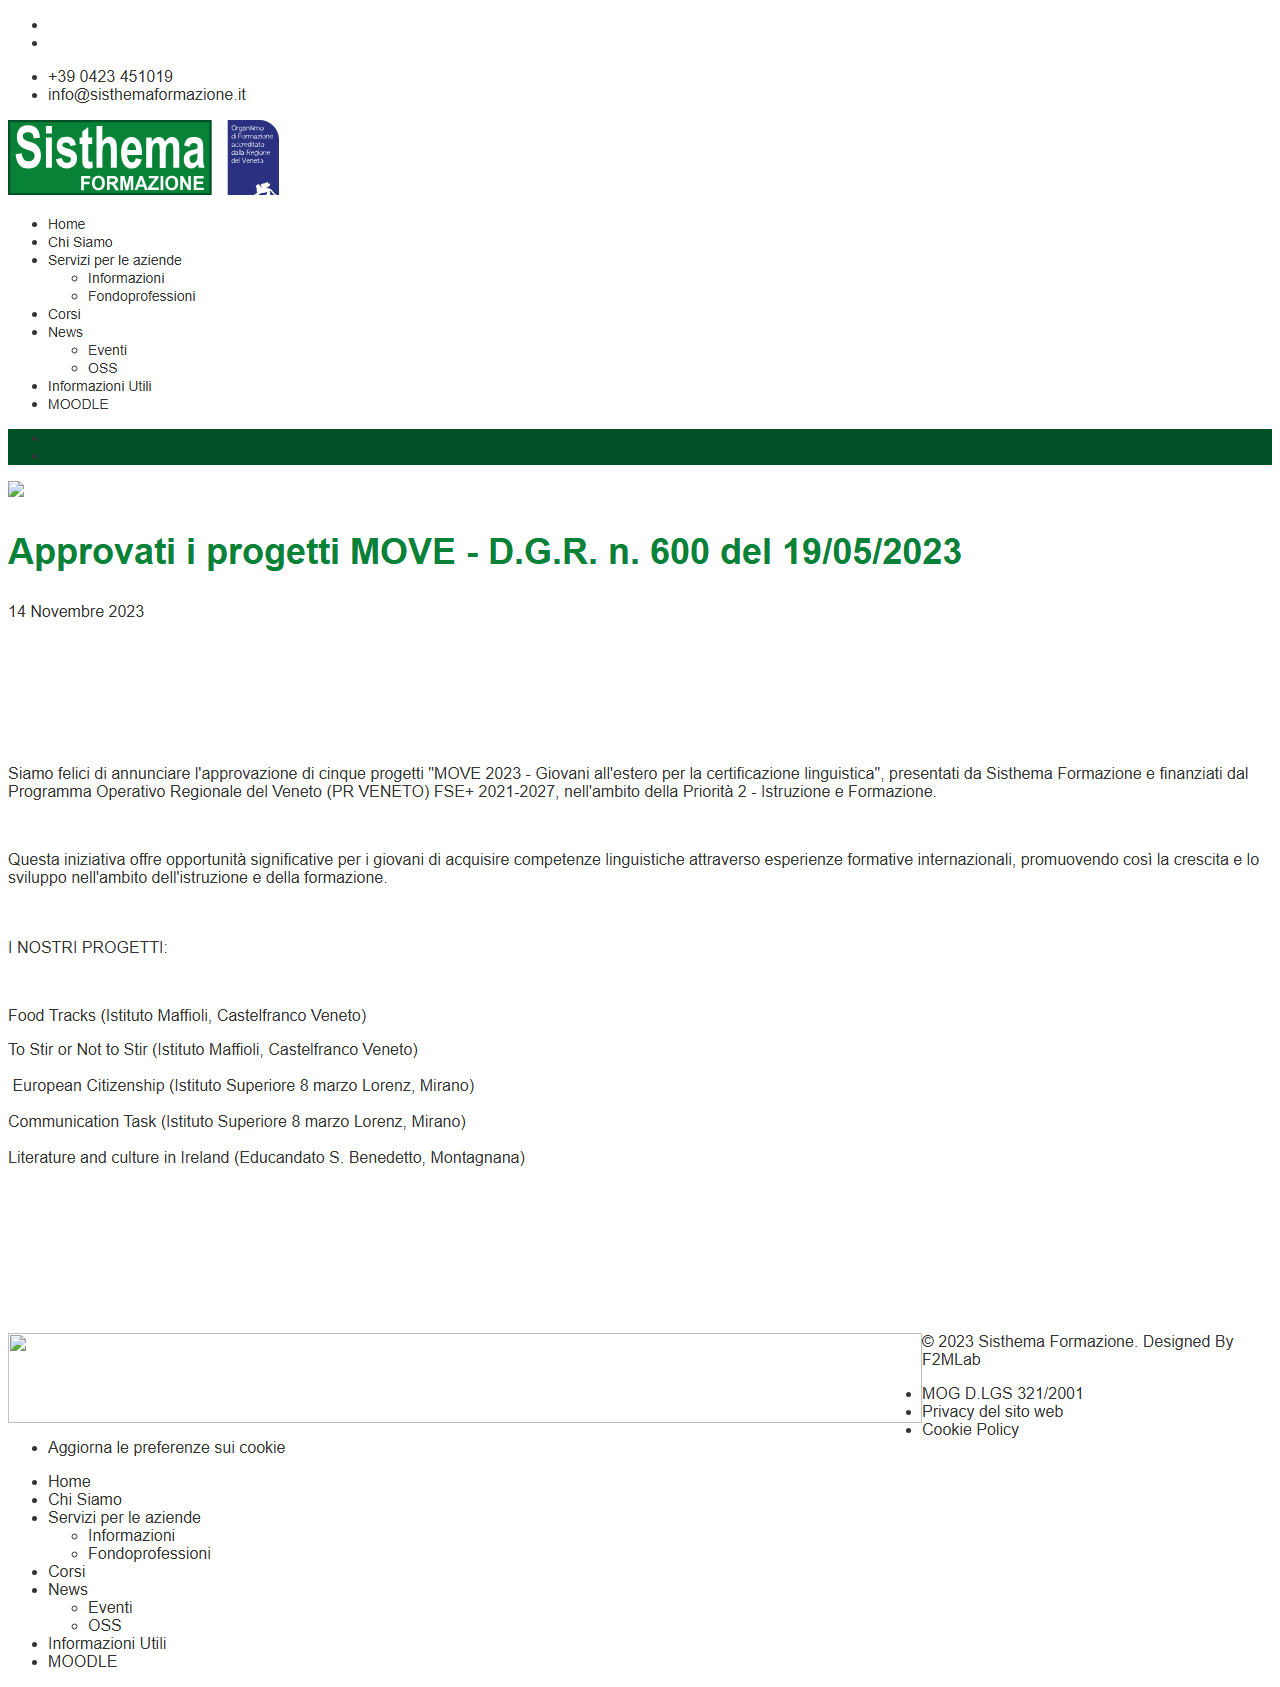 +39 0423 451019
info@sisthemaformazione.it
Sisthema
FORMAZIONE
Organismo
di Formazione
accreditato
dalla Regione
del Veneto
Home
Chi Siamo
Servizi per le aziende
Informazioni
Fondoprofessioni
Corsi
News
Eventi
OSS
Informazioni Utili
MOODLE
Approvati i progetti MOVE - D.G.R. n. 600 del 19/05/2023
14 Novembre 2023
Siamo felici di annunciare l'approvazione di cinque progetti "MOVE 2023 - Giovani all'estero per la certificazione linguistica", presentati da Sisthema Formazione e finanziati dal
Programma Operativo Regionale del Veneto (PR VENETO) FSE+ 2021-2027, nell'ambito della Priorità 2 - Istruzione e Formazione.
Questa iniziativa offre opportunità significative per i giovani di acquisire competenze linguistiche attraverso esperienze formative internazionali, promuovendo così la crescita e lo
sviluppo nell'ambito dell'istruzione e della formazione.
I NOSTRI PROGETTI:
Food Tracks (Istituto Maffioli, Castelfranco Veneto)
To Stir or Not to Stir (Istituto Maffioli, Castelfranco Veneto)
European Citizenship (Istituto Superiore 8 marzo Lorenz, Mirano)
Communication Task (Istituto Superiore 8 marzo Lorenz, Mirano)
Literature and culture in Ireland (Educandato S. Benedetto, Montagnana)
© 2023 Sisthema Formazione. Designed By
F2MLab
MOG D.LGS 321/2001
Privacy del sito web
Cookie Policy
Aggiorna le preferenze sui cookie
Home
Chi Siamo
Servizi per le aziende
Informazioni
Fondoprofessioni
Corsi
News
Eventi
OSS
Informazioni Utili
MOODLE